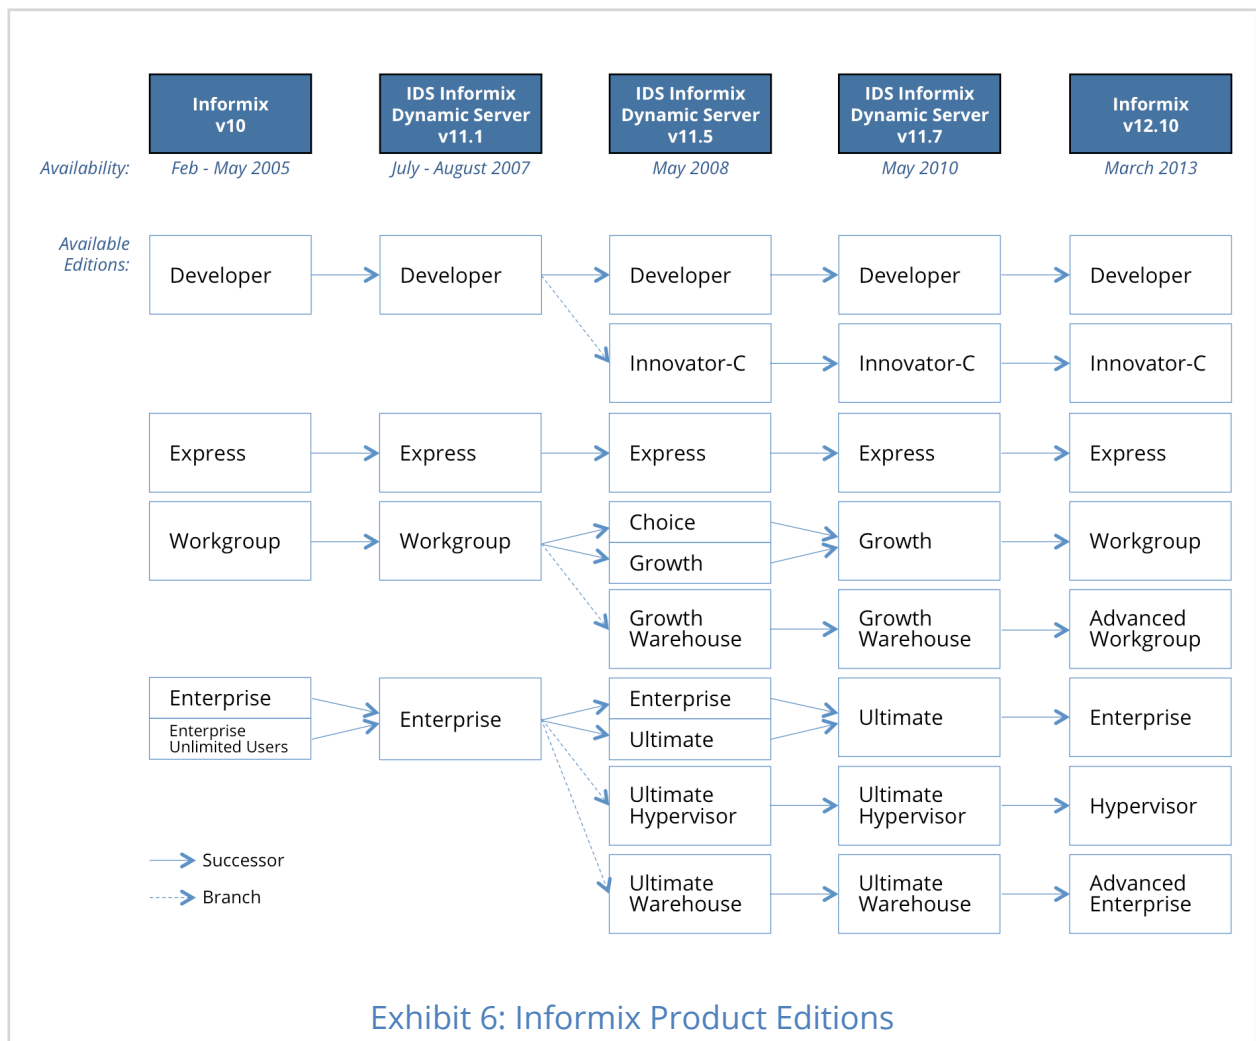 Informix
v10
IDS Informix
Dynamic Server
v11.1
IDS Informix
Dynamic Server
v11.5
IDS Informix
Dynamic Server
v11.7
Informix
v12.10
Availability:
Feb - May 2005
July - August 2007
May 2008
May 2010
March 2013
Available
Editions:
Developer
Developer
Developer
Developer
Developer
Innovator-C
Innovator-C
Innovator-C
Express
Express
Express
Express
Express
Workgroup
Workgroup
Choice
Growth
Growth
Workgroup
Growth
Warehouse
Growth
Warehouse
Advanced
Workgroup
Enterprise
Enterprise
Unlimited Users
Enterprise
Enterprise
Ultimate
Ultimate
Enterprise
Ultimate
Hypervisor
Ultimate
Hypervisor
Hypervisor
Successor
Branch
Ultimate
Warehouse
Ultimate
Warehouse
Advanced
Enterprise
Exhibit 6: Informix Product Editions